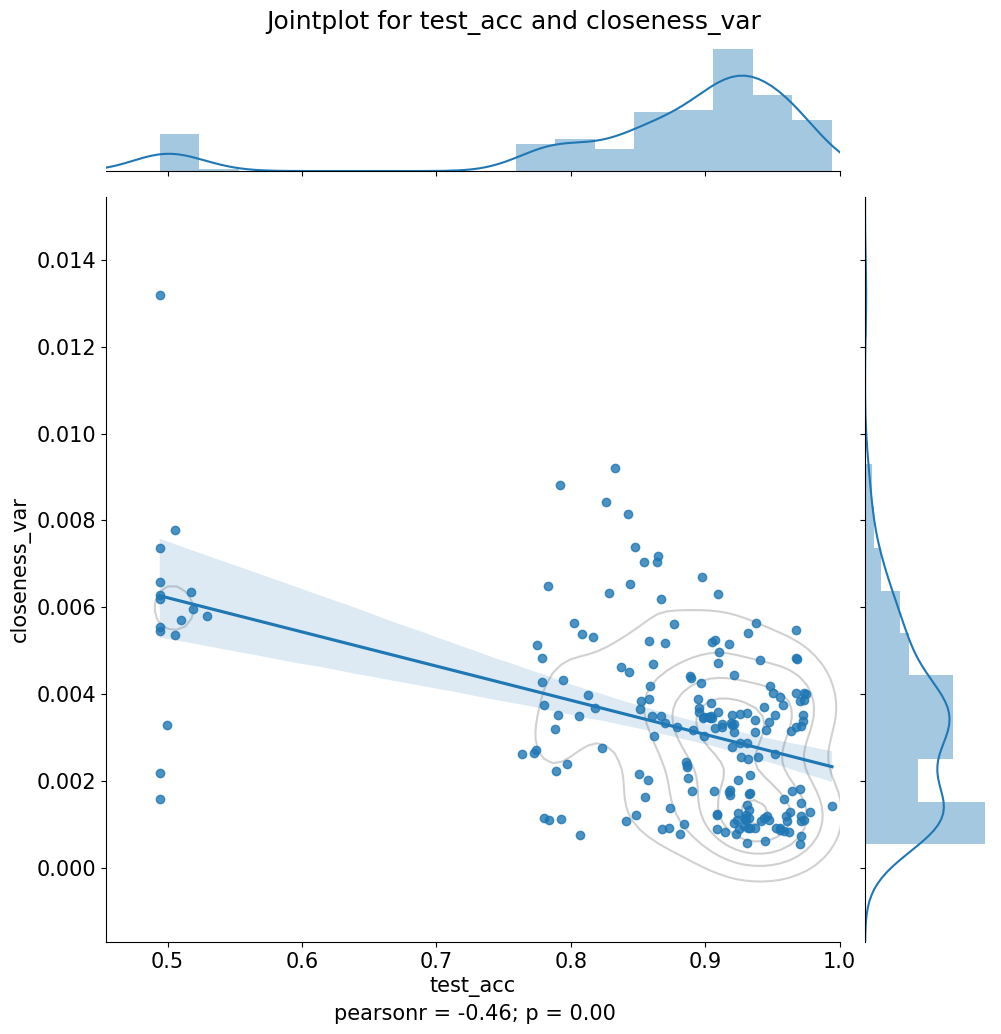 Jointplot for test_acc and closeness_var
0.014
0.012
0.010
0.008
0.006
0.004
0.002
0.000
closeness_var
0.5 0.6 0.7 0.8 0.9 1.0
test_acc
pearsonr = -0.46; p = 0.00